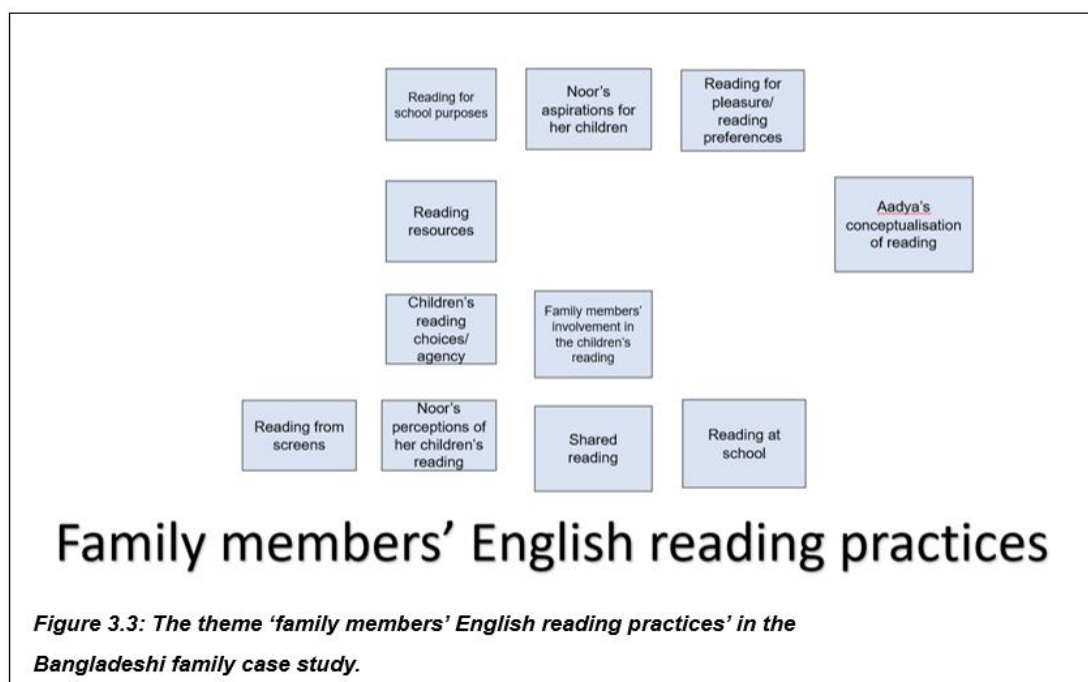 Reading for
school purposes
Noor's
aspirations for
her children
Reading for
pleasure/
reading
preferences
Reading
resources
Aadya's
conceptualisation
of reading
Children's
reading
choices/
agency
Family members'
involvement in
the children's
reading
Reading from
screens
Noor's
perceptions of
her children's
reading
Shared
reading
Reading at
school
Family members' English reading practices
Figure 3.3: The theme 'family members' English reading practices' in the
Bangladeshi family case study.